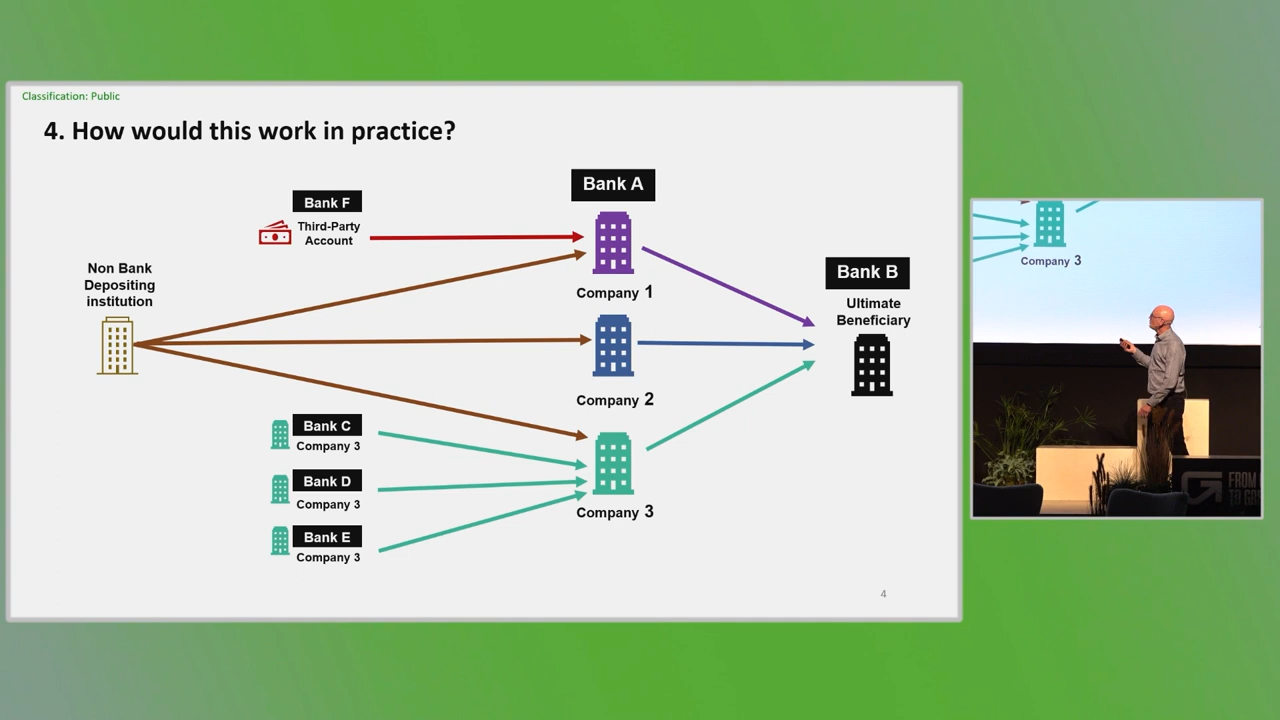 Classification: Public
4. How would this work in practice?
Bank F
Third-Party
Account
Bank A
Company 1
Non Bank
Depositing
institution
Bank B
Ultimate
Beneficiary
Company 2
Bank C
Company 3
Bank D
Company 3
Bank E
Company 3
Company 3
4
Company 3
FROM